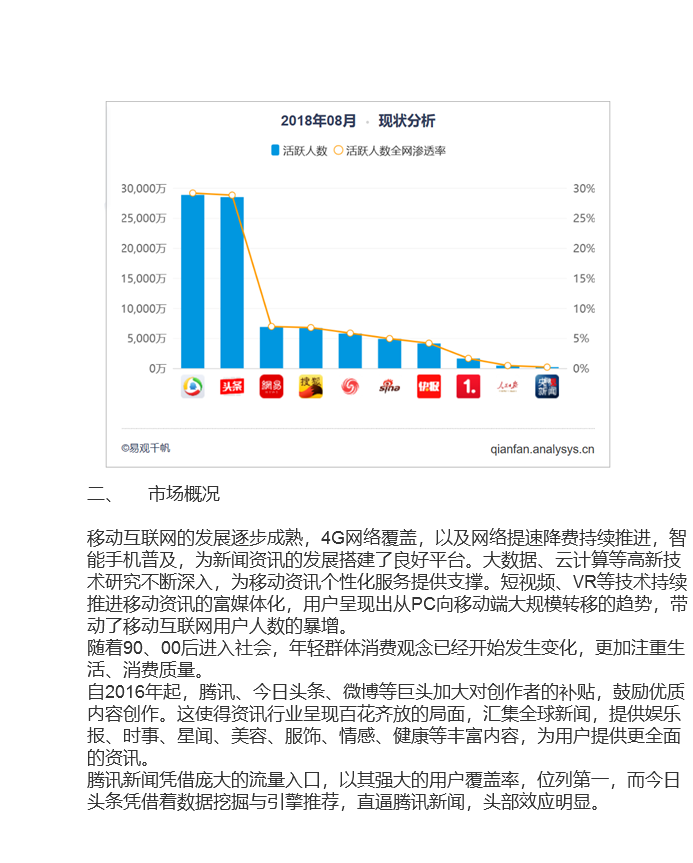 2018年08月 · 现状分析
活跃人数 活跃人数全网渗透率
30,000万 30%
25,000万 25%
20,000万 20%
15,000万 15%
10,000万 10%
5,000万 5%
0万 0%
头条 網易 搜狐 sina 快报 1. 人民日报 央视新闻
©易观千帆 qianfan.analysys.cn
二、 市场概况
移动互联网的发展逐步成熟，4G网络覆盖，以及网络提速降费持续推进，智
能手机普及，为新闻资讯的发展搭建了良好平台。大数据、云计算等高新技
术研究不断深入，为移动资讯个性化服务提供支撑。短视频、VR等技术持续
推进移动资讯的富媒体化，用户呈现出从PC向移动端大规模转移的趋势，带
动了移动互联网用户人数的暴增。
随着90、00后进入社会，年轻群体消费观念已经开始发生变化，更加注重生
活、消费质量。
自2016年起，腾讯、今日头条、微博等巨头加大对创作者的补贴，鼓励优质
内容创作。这使得资讯行业呈现百花齐放的局面，汇集全球新闻，提供娱乐
报、时事、星闻、美容、服饰、情感、健康等丰富内容，为用户提供更全面
的资讯。
腾讯新闻凭借庞大的流量入口，以其强大的用户覆盖率，位列第一，而今日
头条凭借着数据挖掘与引擎推荐，直逼腾讯新闻，头部效应明显。